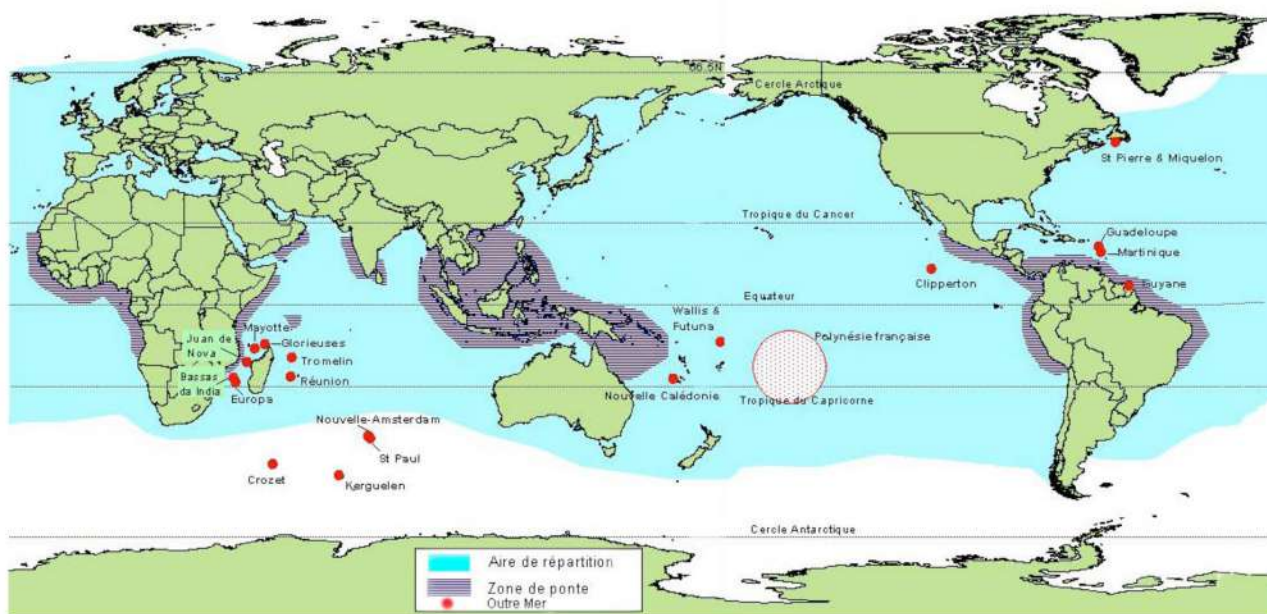 66.5N
Cercle Arctique
St Pierre & Miquelon
Tropique du Cancer
Guadeloupe
Martinique
Clipperton
Guyane
Equateur
Wallis &
Futuna
Mayotte
Juan de
Nova
Glorieuses
Polynésie française
Tromelin
Bassas
da India
Réunion
Europa
Nouvelle Calédonie
Tropique du Capricorne
Nouvelle-Amsterdam
St Paul
Crozet
Kerguelen
Cercle Antarctique
Aire de répartition
Zone de ponte
Outre Mer